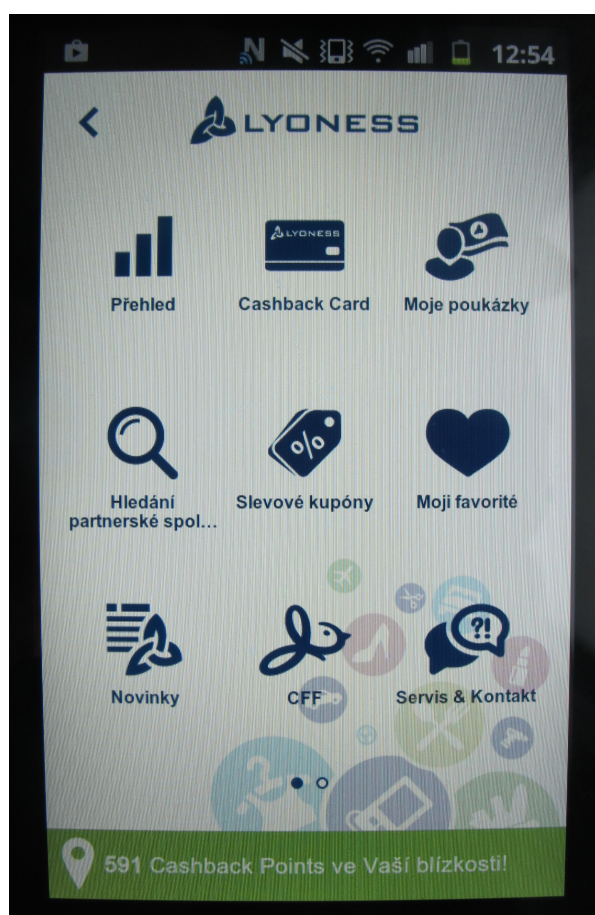 12:54
LYONESS
LYONESS
Přehled
Cashback Card
Moje poukázky
%
Hledání
partnerské spol...
Slevové kupóny
Moji favorité
?!
Novinky
CFF
Servis & Kontakt
591 Cashback Points ve Vaší blízkosti!